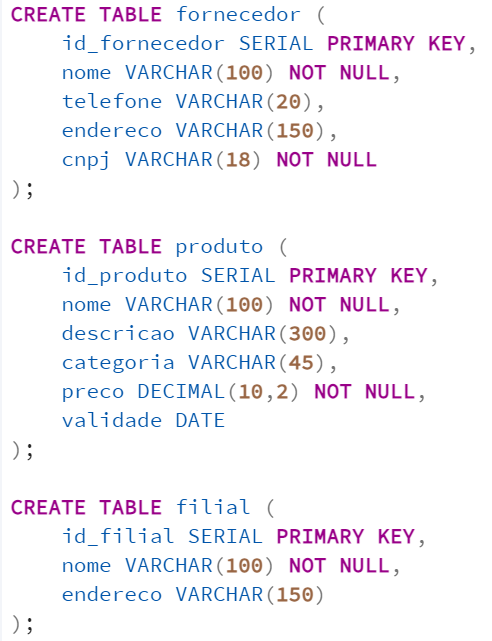 CREATE TABLE fornecedor (
    id_fornecedor SERIAL PRIMARY KEY,
    nome VARCHAR(100) NOT NULL,
    telefone VARCHAR(20),
    endereco VARCHAR(150),
    cnpj VARCHAR(18) NOT NULL
);

CREATE TABLE produto (
    id_produto SERIAL PRIMARY KEY,
    nome VARCHAR(100) NOT NULL,
    descricao VARCHAR(300),
    categoria VARCHAR(45),
    preco DECIMAL(10,2) NOT NULL,
    validade DATE
);

CREATE TABLE filial (
    id_filial SERIAL PRIMARY KEY,
    nome VARCHAR(100) NOT NULL,
    endereco VARCHAR(150)
);